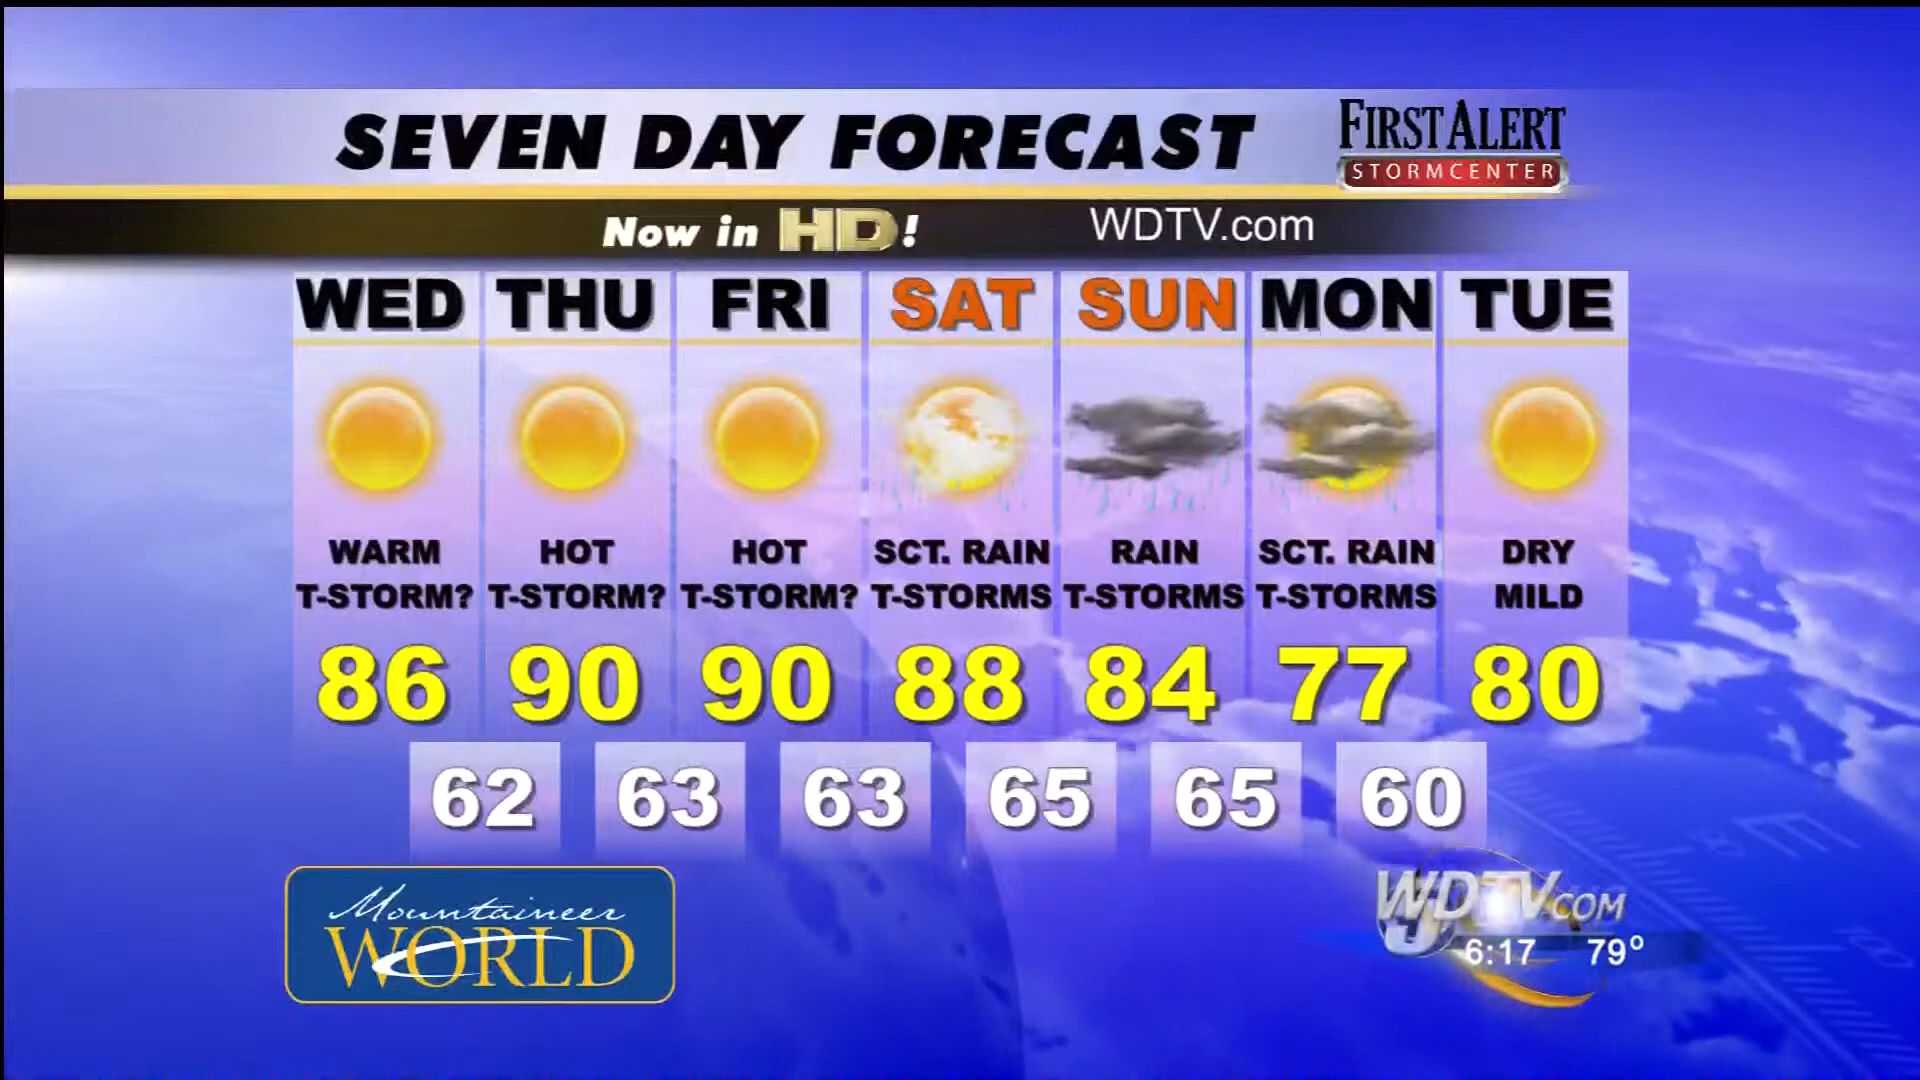 SEVEN DAY FORECAST
FIRST ALERT
STORMCENTER
Now in HD!
WDTV.com
WED THU FRI SAT SUN MON TUE
WARM HOT HOT SCT. RAIN RAIN SCT. RAIN DRY
T-STORM? T-STORM? T-STORM? T-STORMS T-STORMS T-STORMS MILD
86 90 90 88 84 77 80
62 63 63 65 65 60
Mountaineer
WORLD
WDTV.COM
5
6:17 79°
E
100